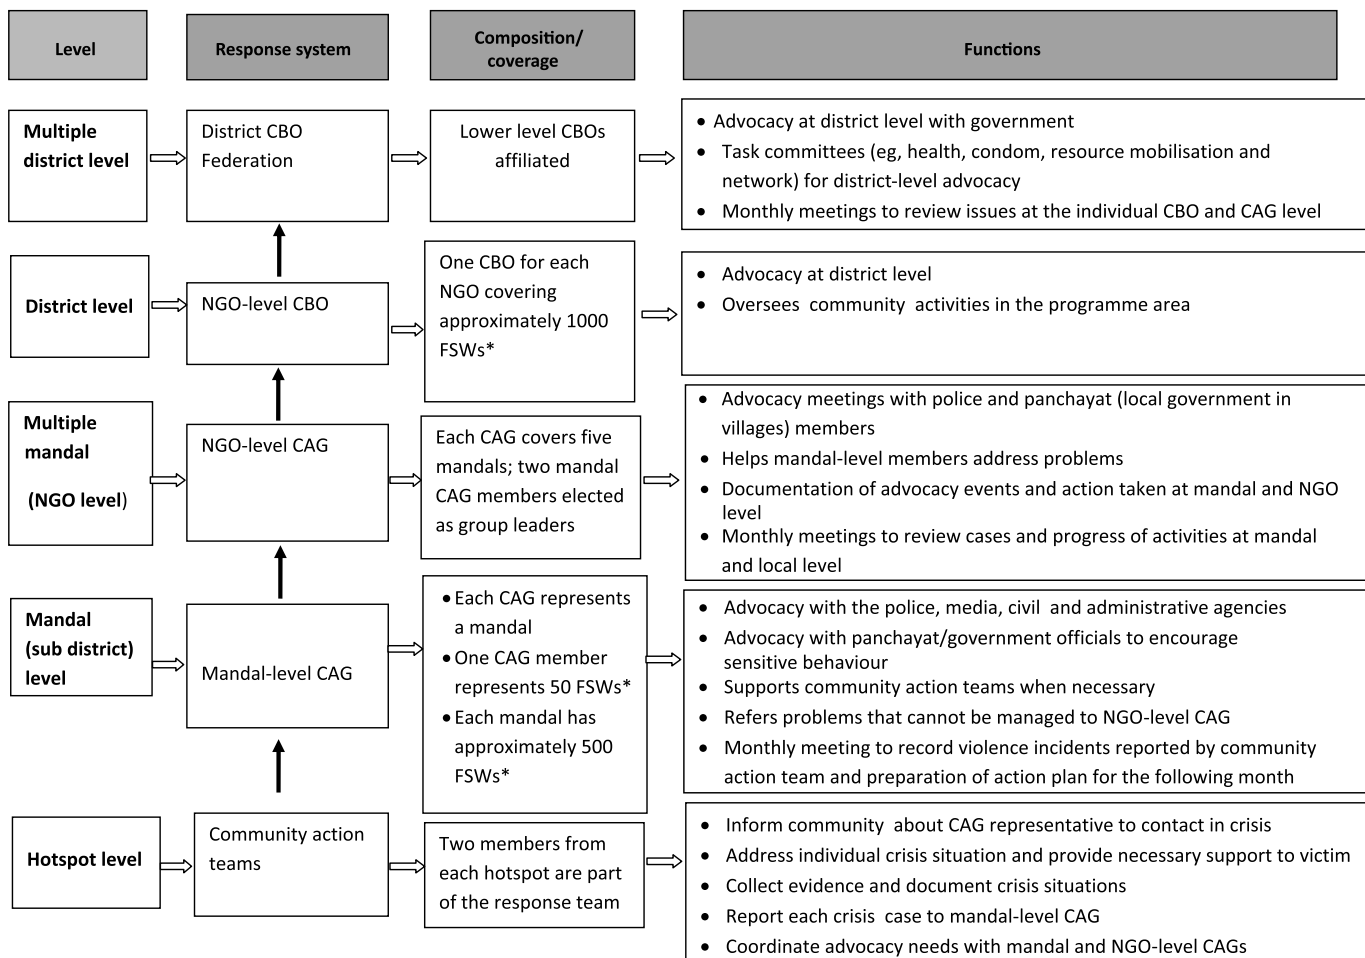 Level
Response system
Composition/
coverage
Functions
Multiple
district level
District CBO
Federation
Lower level CBOs
affiliated
• Advocacy at district level with government
• Task committees (eg, health, condom, resource mobilisation and
network) for district-level advocacy
• Monthly meetings to review issues at the individual CBO and CAG level
District level
NGO-level CBO
One CBO for each
NGO covering
approximately 1000
FSWs*
• Advocacy at district level
• Oversees community activities in the programme area
Multiple
mandal
(NGO level)
NGO-level CAG
Each CAG covers five
mandals; two mandal
CAG members elected
as group leaders
• Advocacy meetings with police and panchayat (local government in
villages) members
• Helps mandal-level members address problems
• Documentation of advocacy events and action taken at mandal and NGO
level
• Monthly meetings to review cases and progress of activities at mandal
and local level
Mandal
(sub district)
level
Mandal-level CAG
• Each CAG represents
a mandal
• One CAG member
represents 50 FSWs*
• Each mandal has
approximately 500
FSWs*
• Advocacy with the police, media, civil and administrative agencies
• Advocacy with panchayat/government officials to encourage
sensitive behaviour
• Supports community action teams when necessary
• Refers problems that cannot be managed to NGO-level CAG
• Monthly meeting to record violence incidents reported by community
action team and preparation of action plan for the following month
Hotspot level
Community action
teams
Two members from
each hotspot are part
of the response team
• Inform community about CAG representative to contact in crisis
• Address individual crisis situation and provide necessary support to victim
• Collect evidence and document crisis situations
• Report each crisis case to mandal-level CAG
• Coordinate advocacy needs with mandal and NGO-level CAGs